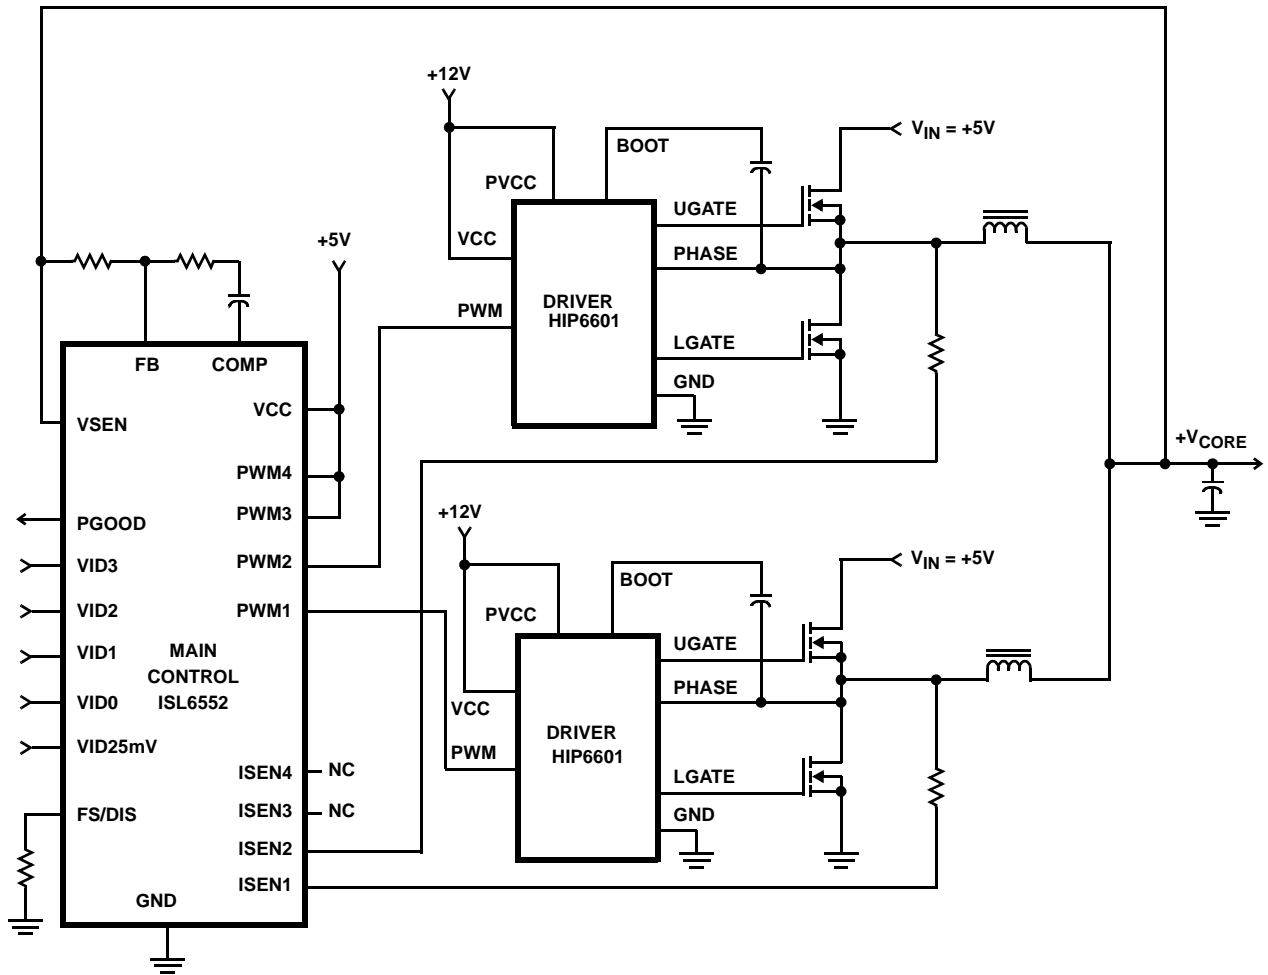 +12V
V_IN = +5V
BOOT
PVCC
UGATE
+5V
VCC
PHASE
DRIVER
HIP6601
PWM
LGATE
FB
COMP
GND
VCC
VSEN
+V_CORE
PWM4
PWM3
PGOOD
+12V
VID3
PWM2
V_IN = +5V
BOOT
VID2
PWM1
PVCC
UGATE
VID1
MAIN
CONTROL
ISL6552
PHASE
VID0
VCC
DRIVER
HIP6601
VID25mV
PWM
ISEN4
NC
LGATE
FS/DIS
ISEN3
NC
GND
ISEN2
ISEN1
GND